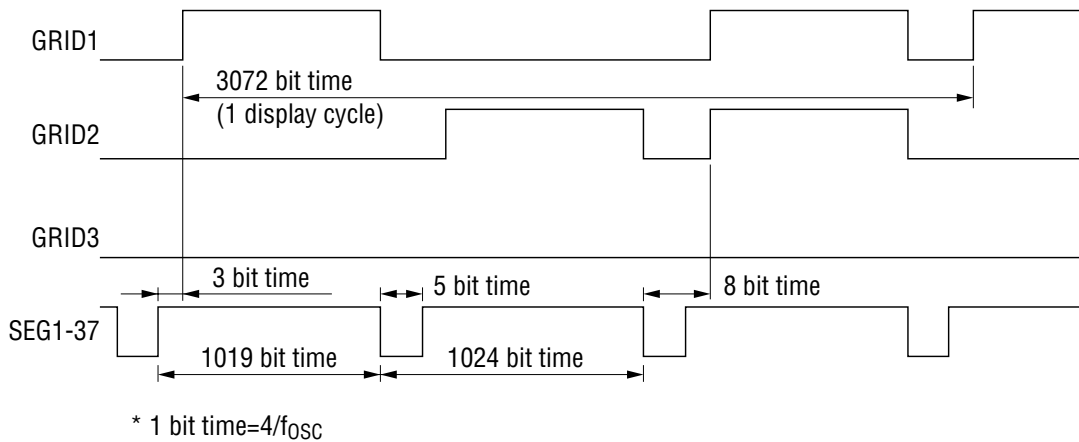 GRID1
3072 bit time
(1 display cycle)
GRID2
GRID3
3 bit time
5 bit time
8 bit time
SEG1-37
1019 bit time
1024 bit time
* 1 bit time=4/fOSC